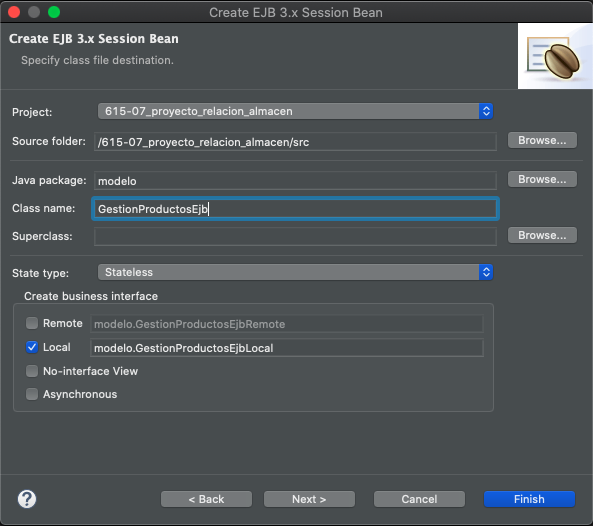 Create EJB 3.x Session Bean
Create EJB 3.x Session Bean
Specify class file destination.
Project: 615-07_proyecto_relacion_almacen
Source folder: /615-07_proyecto_relacion_almacen/src Browse...
Java package: modelo Browse...
Class name: GestionProductosEjb
Superclass: Browse...
State type: Stateless
Create business interface
Remote modelo.GestionProductosEjbRemote
Local modelo.GestionProductosEjbLocal
No-interface View
Asynchronous
? < Back Next > Cancel Finish